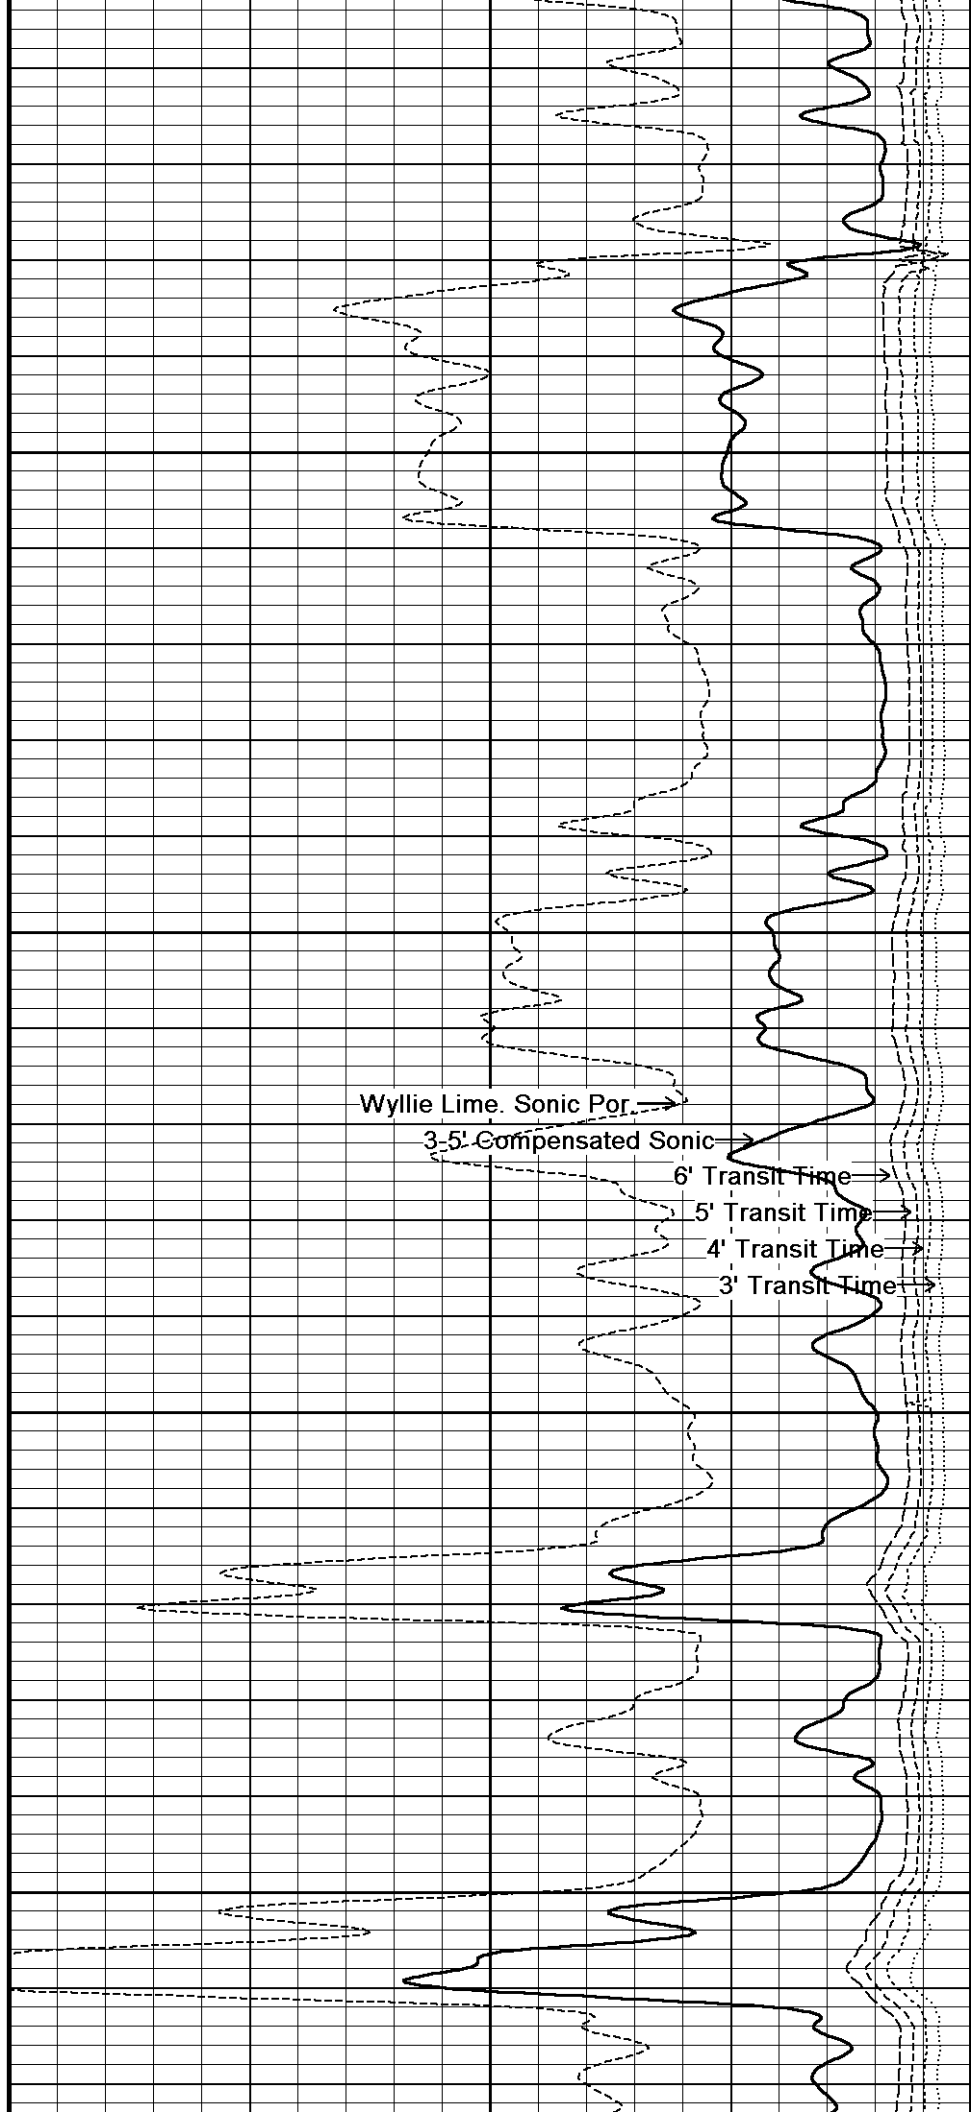 Wyllie Lime. Sonic Por.
3-5' Compensated Sonic
6' Transit Time
5' Transit Time
4' Transit Time
3' Transit Time